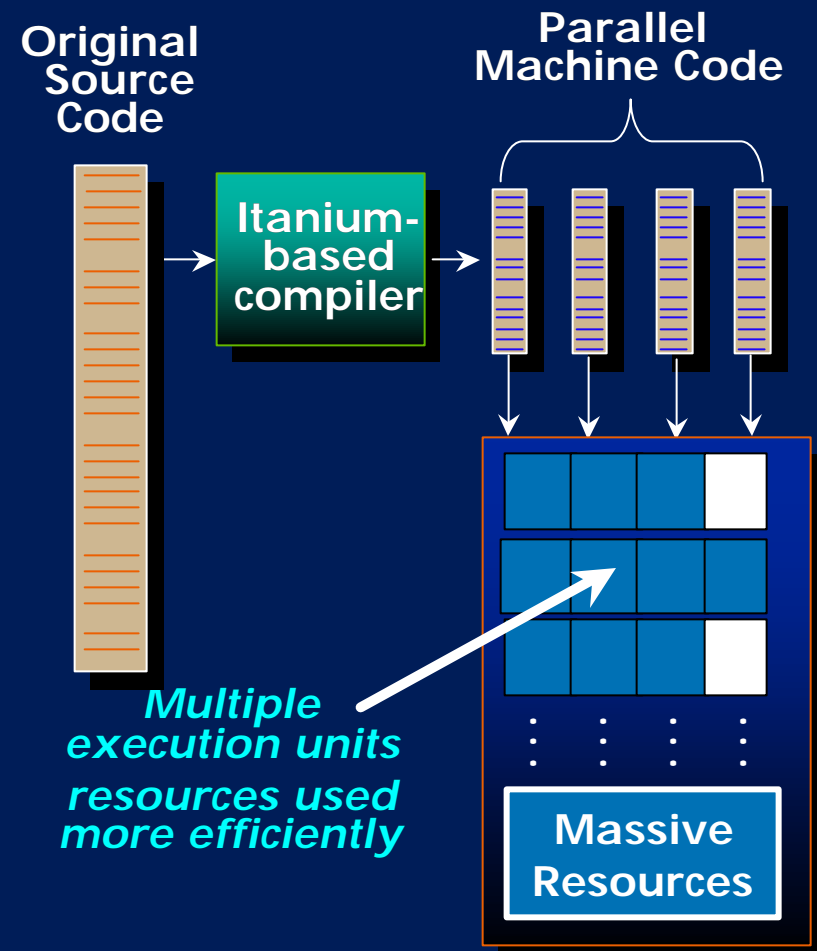 Original
Source
Code
Parallel
Machine Code
Itanium-
based
compiler
Multiple
execution units
resources used
more efficiently
Massive
Resources